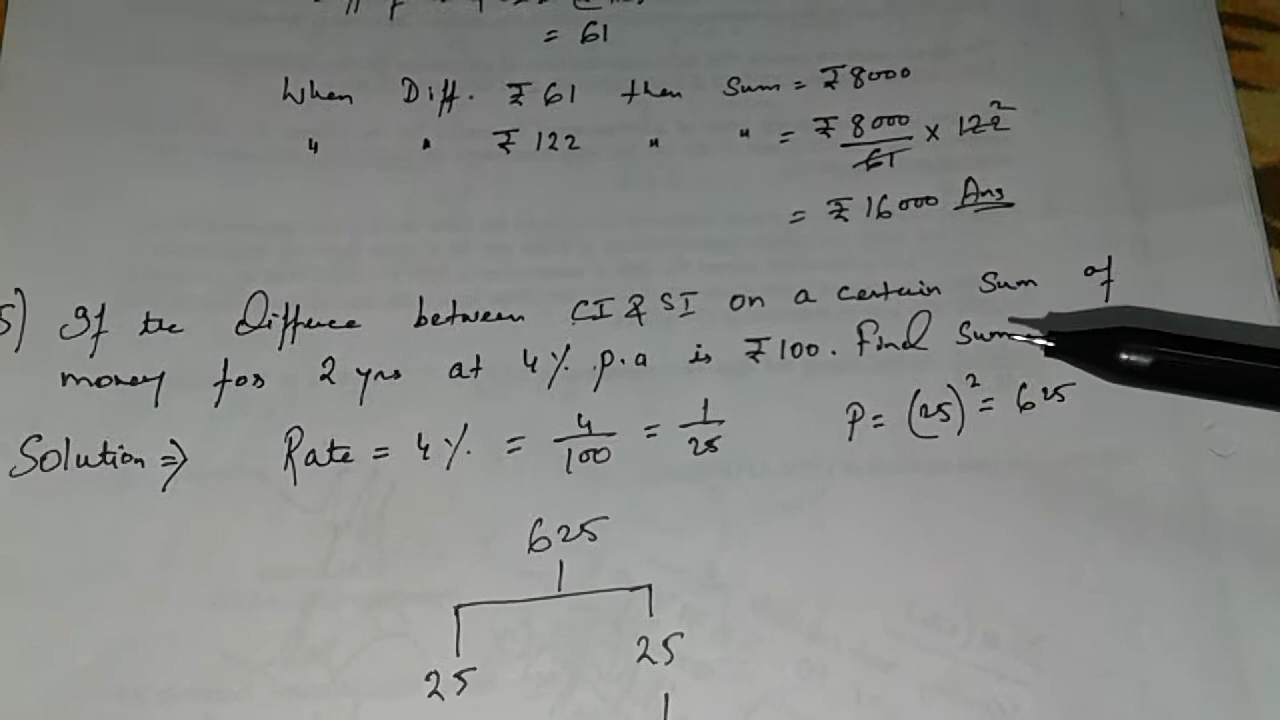 = 61
When Diff. ₹ 61 then Sum = ₹8000
" " ₹ 122 " " = ₹ 8000/61 × 122 2
= ₹ 16000 Ans
5) If the Diffence between CI & SI on a certain Sum of
money for 2 yrs at 4 % p.a is ₹100. Find Sum
Solution ⇒ Rate = 4 % = 4/100 = 1/25 P = (25)² = 625
625
25 25